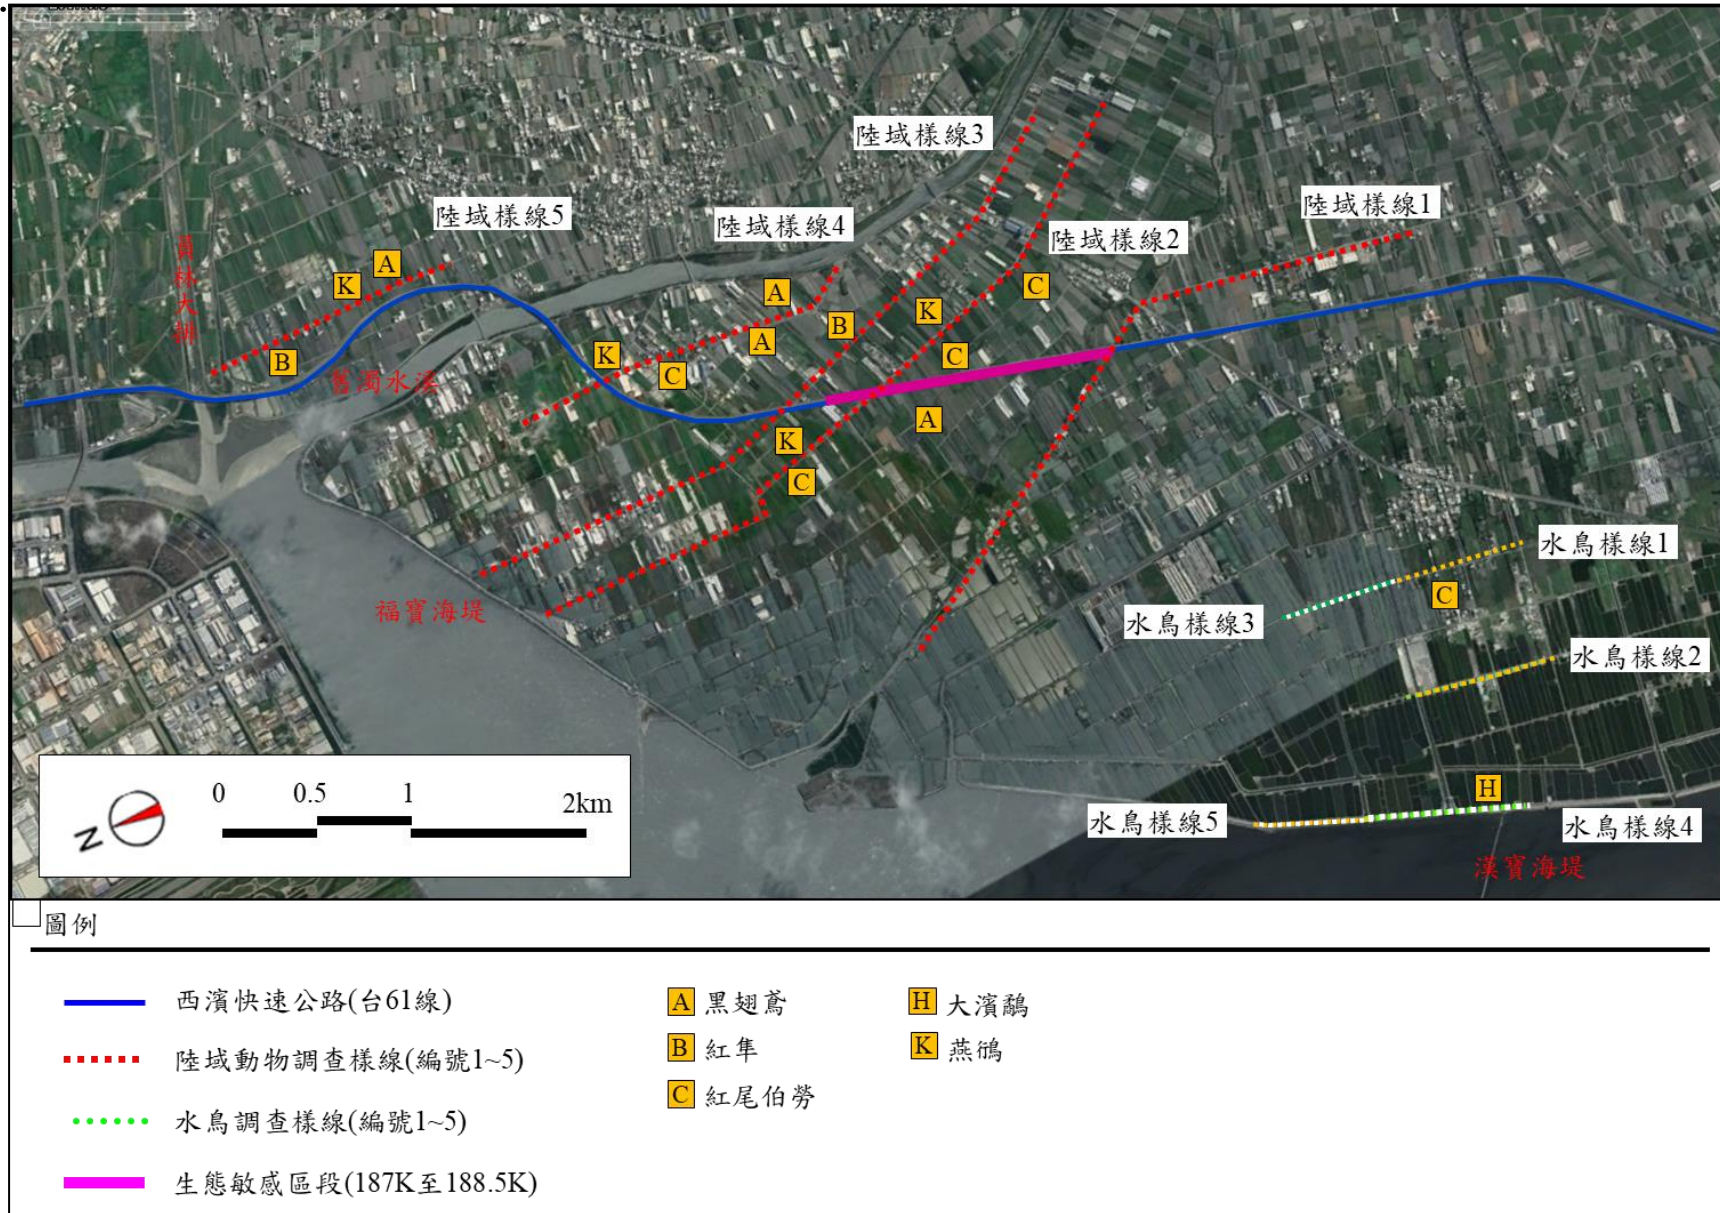 陸域樣線3
陸域樣線5
陸域樣線4
陸域樣線2
陸域樣線1
員林大排
舊濁水溪
福寶海堤
漢寶海堤
A
K
B
A
A
B
K
C
K
C
C
A
K
C
C
H
水鳥樣線1
水鳥樣線3
水鳥樣線2
水鳥樣線5
水鳥樣線4
N
0 0.5 1 2km
圖例
西濱快速公路(台61線)
陸域動物調查樣線(編號1~5)
水鳥調查樣線(編號1~5)
生態敏感區段(187K至188.5K)
A 黑翅鳶
B 紅隼
C 紅尾伯勞
H 大濱鷸
K 燕鴴